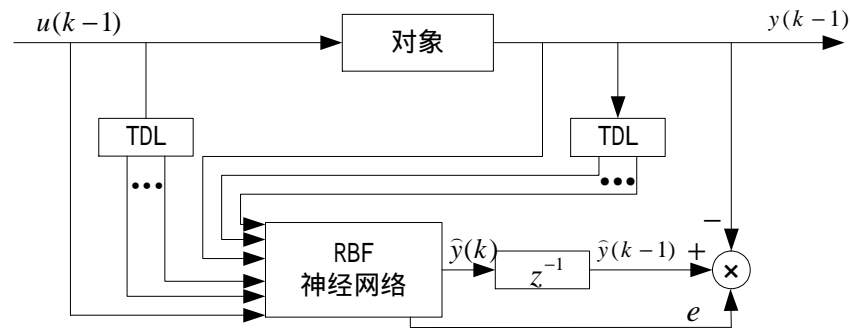 u(k-1)
对象
y(k-1)
TDL
TDL
•••
•••
−
RBF
神经网络
ŷ(k)
z⁻¹
ŷ(k-1)
+
×
e